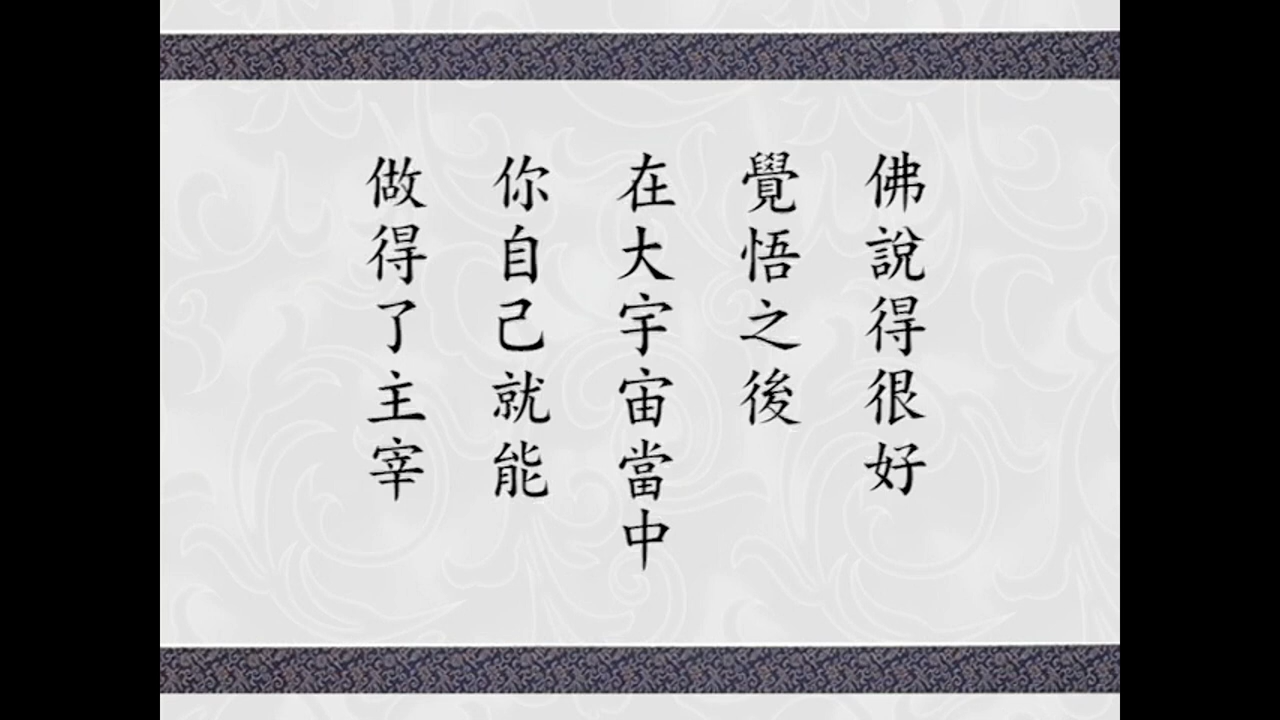 佛說得很好
覺悟之後
在大宇宙當中
你自己就能
做得了主宰